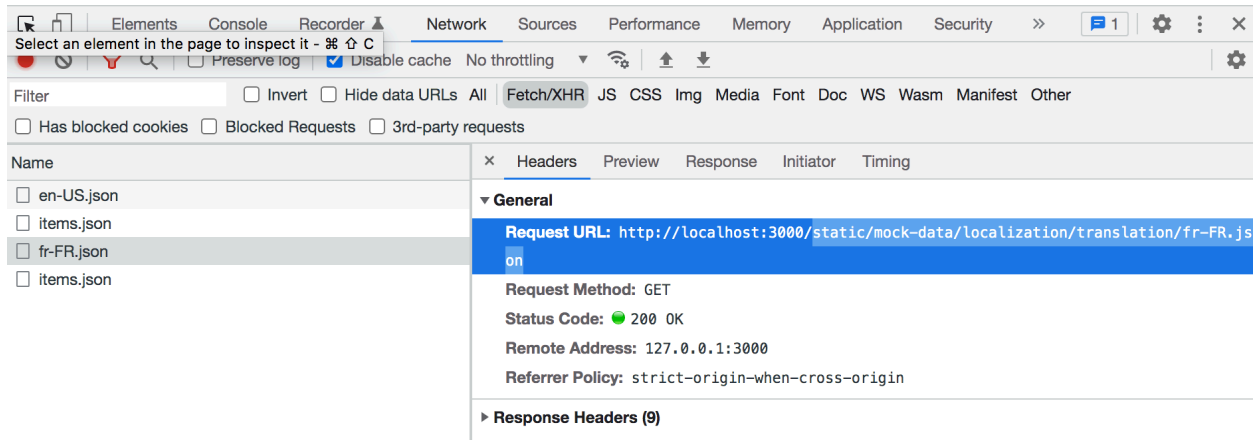 Elements Console Recorder Network Sources Performance Memory Application Security » 1
Select an element in the page to inspect it - ⌘ ⇧ C
Preserve log Disable cache No throttling ▼
Filter Invert Hide data URLs All Fetch/XHR JS CSS Img Media Font Doc WS Wasm Manifest Other
Has blocked cookies Blocked Requests 3rd-party requests
Name
en-US.json
items.json
fr-FR.json
items.json
× Headers Preview Response Initiator Timing
▼ General
Request URL: http://localhost:3000/static/mock-data/localization/translation/fr-FR.js
on
Request Method: GET
Status Code: 200 OK
Remote Address: 127.0.0.1:3000
Referrer Policy: strict-origin-when-cross-origin
▶ Response Headers (9)